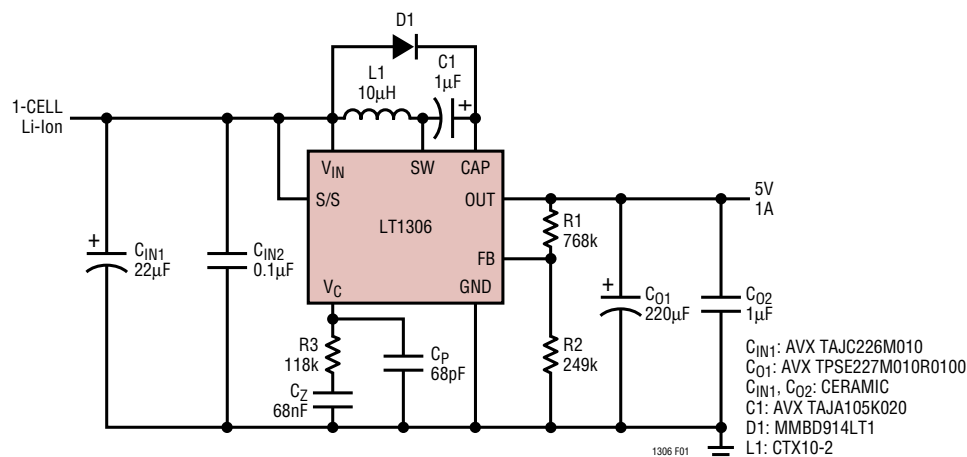 D1
L1
10µH
C1
1µF
+
1-CELL
Li-Ion
VIN
SW
CAP
S/S
OUT
LT1306
FB
VC
GND
5V
1A
R1
768k
R2
249k
+
CIN1
22µF
CIN2
0.1µF
R3
118k
CZ
68nF
CP
68pF
+
CO1
220µF
CO2
1µF
CIN1: AVX TAJC226M010
CO1: AVX TPSE227M010R0100
CIN1, CO2: CERAMIC
C1: AVX TAJA105K020
D1: MMBD914LT1
L1: CTX10-2
1306 F01